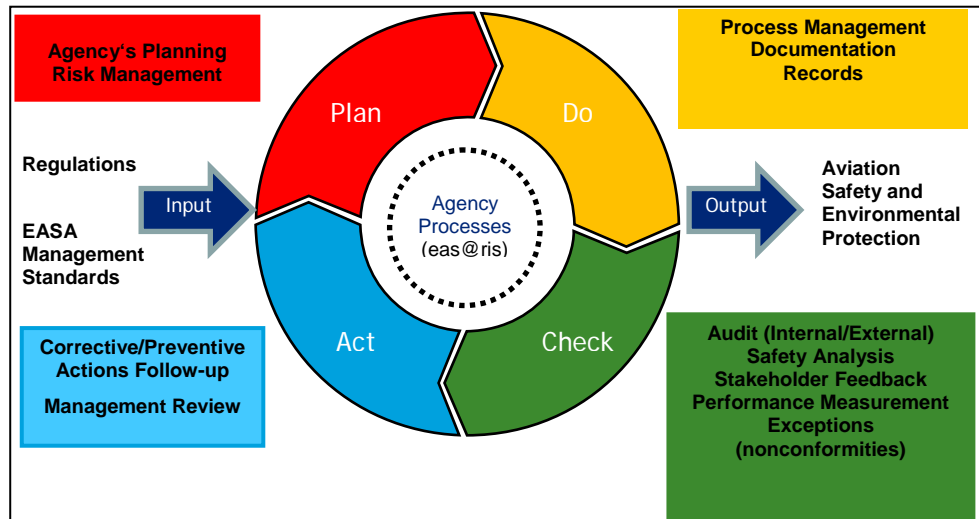 Agency‘s Planning
Risk Management
Process Management
Documentation
Records
Plan
Do
Regulations
EASA
Management
Standards
Input
Agency
Processes
(eas@ris)
Output
Aviation
Safety and
Environmental
Protection
Act
Check
Corrective/Preventive
Actions Follow-up
Management Review
Audit (Internal/External)
Safety Analysis
Stakeholder Feedback
Performance Measurement
Exceptions
(nonconformities)